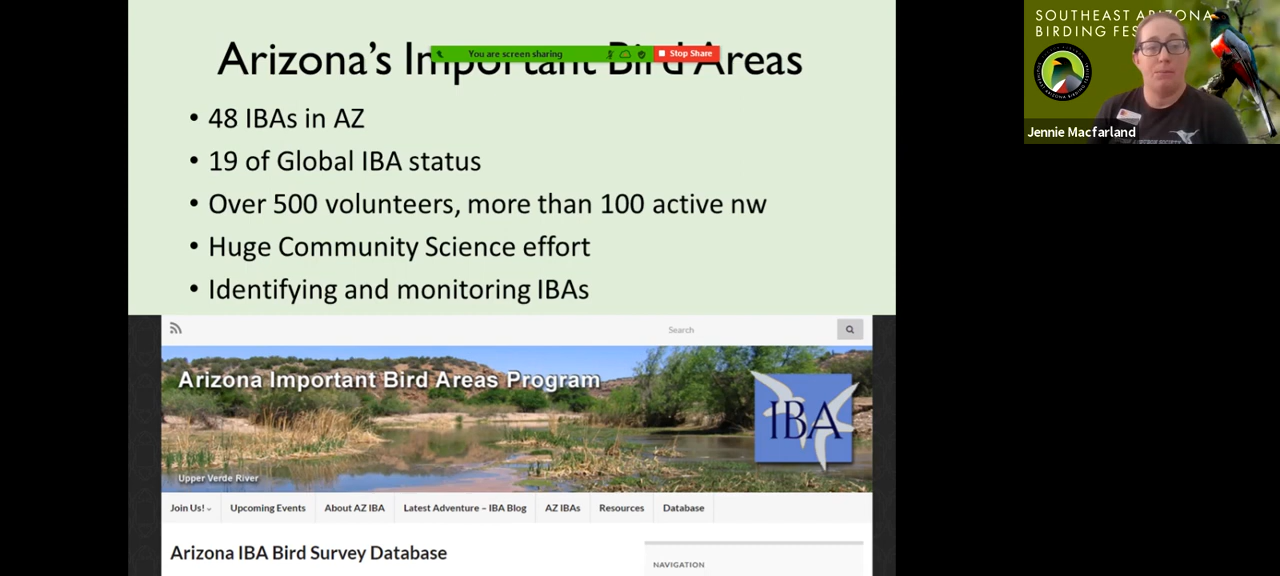 Arizona's Important Bird Areas
You are screen sharing
Stop Share
• 48 IBAs in AZ
• 19 of Global IBA status
• Over 500 volunteers, more than 100 active nw
• Huge Community Science effort
• Identifying and monitoring IBAs
Search
Arizona Important Bird Areas Program
IBA
Upper Verde River
Join Us! Upcoming Events About AZ IBA Latest Adventure – IBA Blog AZ IBAs Resources Database
Arizona IBA Bird Survey Database
NAVIGATION
SOUTHEAST ARIZONA
BIRDING
Jennie Macfarland